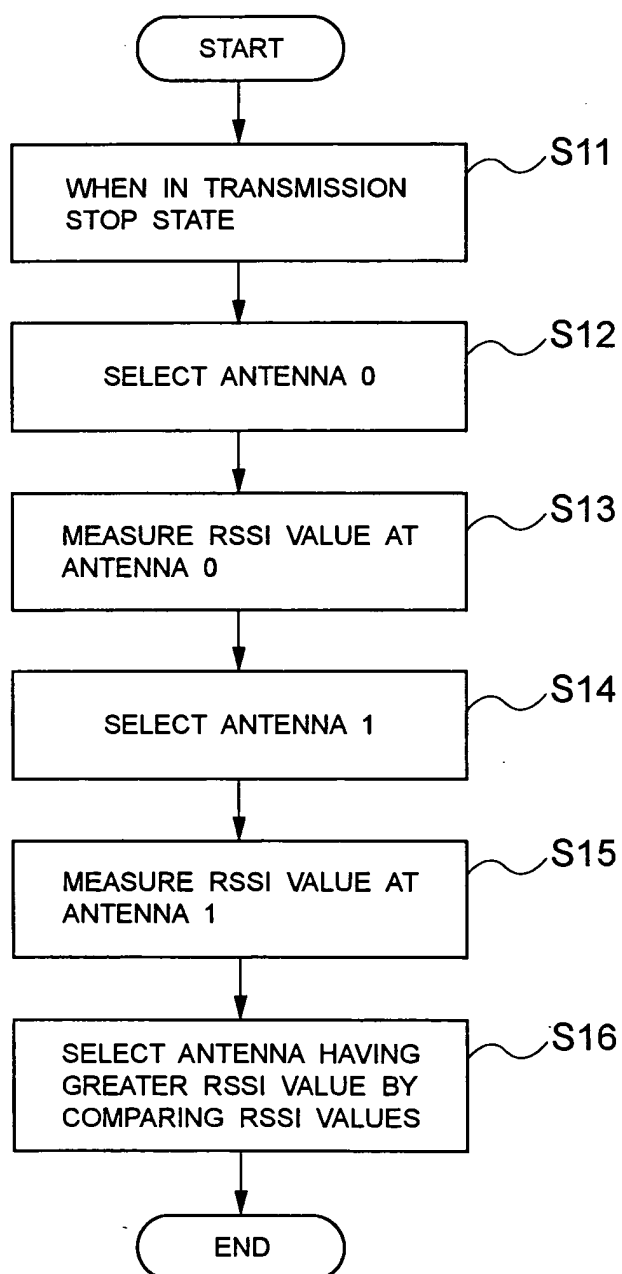 START
S11
WHEN IN TRANSMISSION
STOP STATE
S12
SELECT ANTENNA 0
S13
MEASURE RSSI VALUE AT
ANTENNA 0
S14
SELECT ANTENNA 1
S15
MEASURE RSSI VALUE AT
ANTENNA 1
S16
SELECT ANTENNA HAVING
GREATER RSSI VALUE BY
COMPARING RSSI VALUES
END